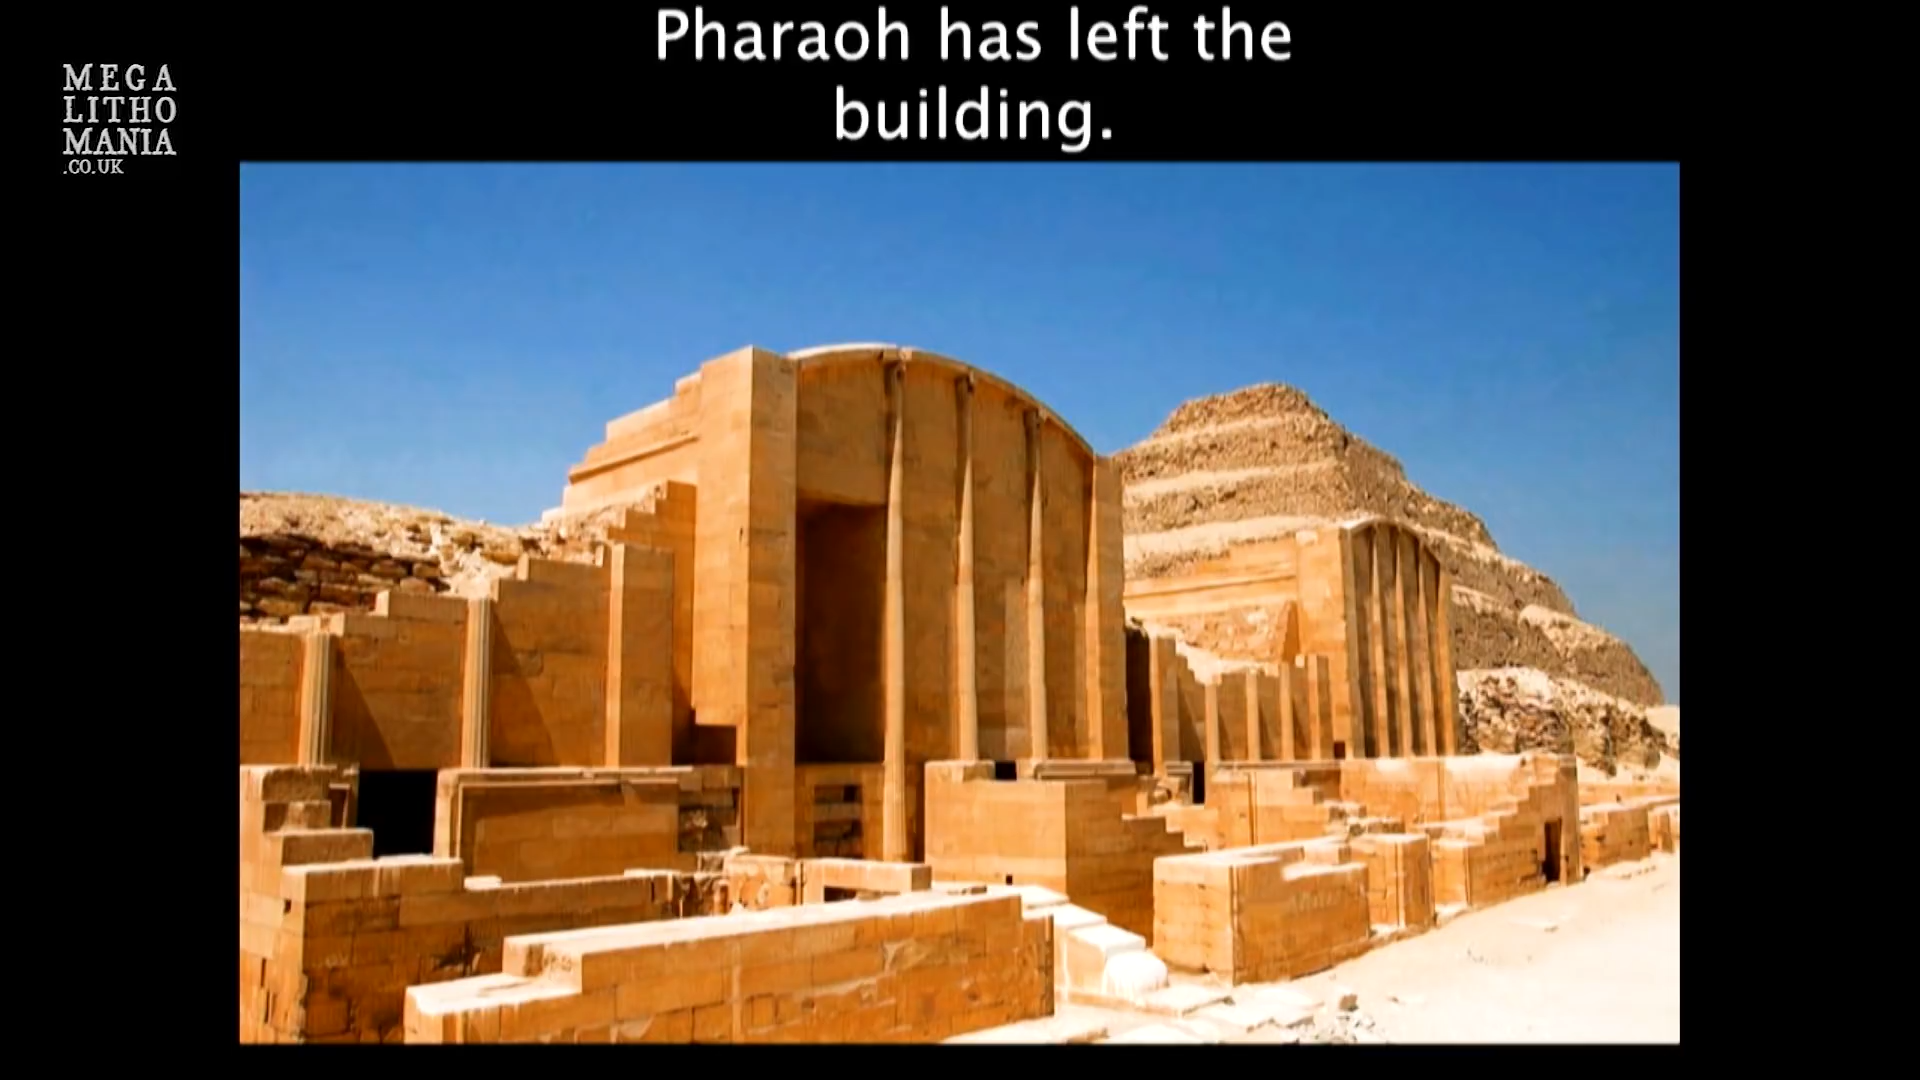 Pharaoh has left the
building.
MEGA
LITHO
MANIA
.CO.UK